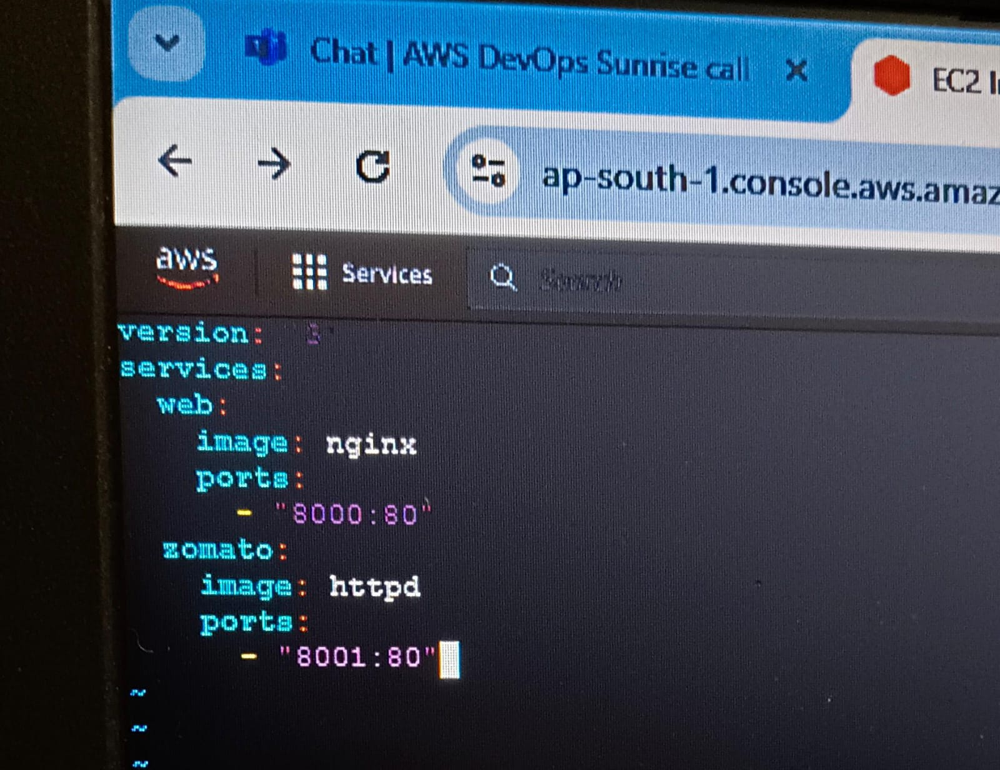 Chat | AWS DevOps Sunrise call
EC2
ap-south-1.console.aws.amaz
aws
Services
Search
version: '3'
services:
  web:
    image: nginx
    ports:
      - "8000:80"
  zomato:
    image: httpd
    ports:
      - "8001:80"
~
~
~